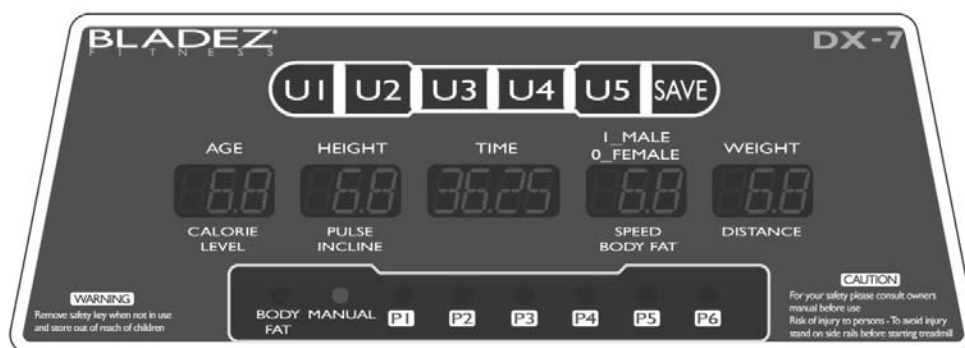 BLADEZ®
FITNESS
DX-7
U1 U2 U3 U4 U5 SAVE
AGE HEIGHT TIME 1_MALE WEIGHT
0_FEMALE
6.8 6.8 36.25 6.8 6.8
CALORIE PULSE SPEED DISTANCE
LEVEL INCLINE BODY FAT
WARNING
Remove safety key when not in use
and store out of reach of children
BODY MANUAL P1 P2 P3 P4 P5 P6
FAT
CAUTION
For your safety please consult owners
manual before use
Risk of injury to persons - To avoid injury
stand on side rails before starting treadmill